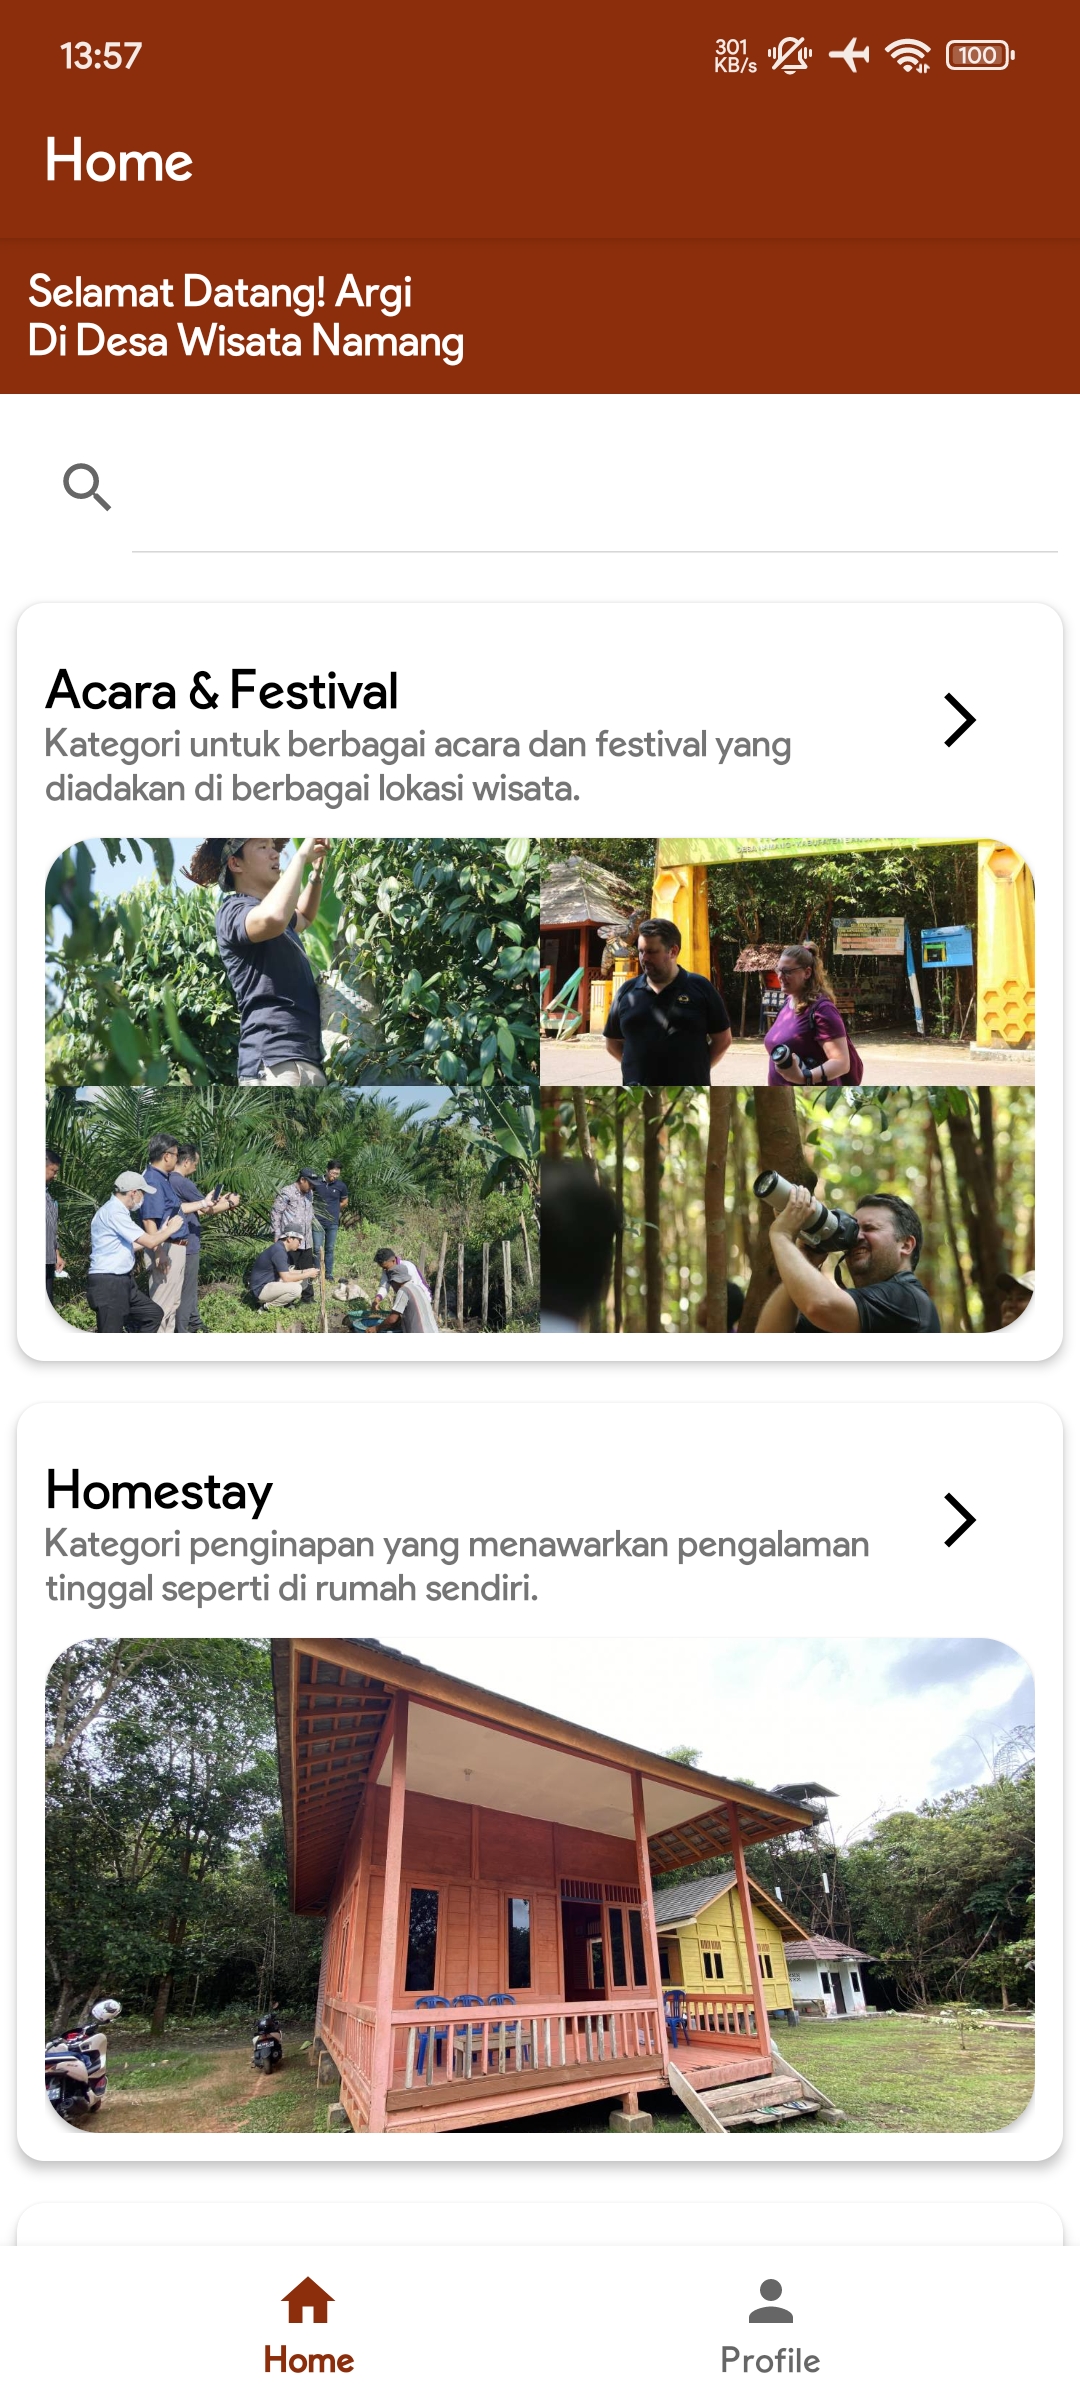 13:57
301
KB/s
100
Home
Selamat Datang! Argi
Di Desa Wisata Namang
Acara & Festival
Kategori untuk berbagai acara dan festival yang
diadakan di berbagai lokasi wisata.
Homestay
Kategori penginapan yang menawarkan pengalaman
tinggal seperti di rumah sendiri.
Home
Profile